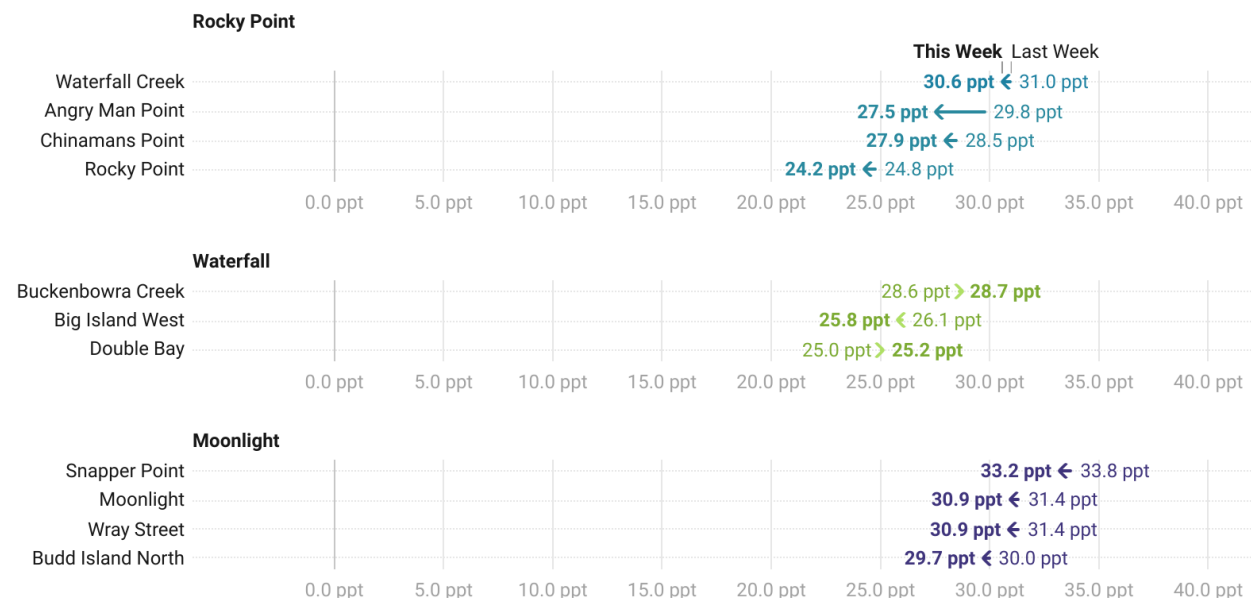 Rocky Point
This Week Last Week
Waterfall Creek 30.6 ppt 31.0 ppt
Angry Man Point 27.5 ppt 29.8 ppt
Chinamans Point 27.9 ppt 28.5 ppt
Rocky Point 24.2 ppt 24.8 ppt
0.0 ppt 5.0 ppt 10.0 ppt 15.0 ppt 20.0 ppt 25.0 ppt 30.0 ppt 35.0 ppt 40.0 ppt
Waterfall
Buckenbowra Creek 28.6 ppt 28.7 ppt
Big Island West 25.8 ppt 26.1 ppt
Double Bay 25.0 ppt 25.2 ppt
0.0 ppt 5.0 ppt 10.0 ppt 15.0 ppt 20.0 ppt 25.0 ppt 30.0 ppt 35.0 ppt 40.0 ppt
Moonlight
Snapper Point 33.2 ppt 33.8 ppt
Moonlight 30.9 ppt 31.4 ppt
Wray Street 30.9 ppt 31.4 ppt
Budd Island North 29.7 ppt 30.0 ppt
0.0 ppt 5.0 ppt 10.0 ppt 15.0 ppt 20.0 ppt 25.0 ppt 30.0 ppt 35.0 ppt 40.0 ppt